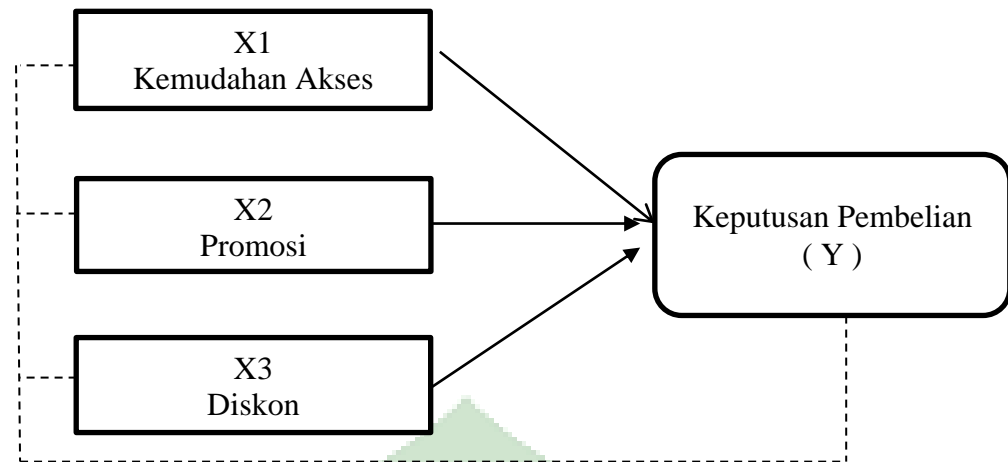 X1
Kemudahan Akses
X2
Promosi
X3
Diskon
Keputusan Pembelian
( Y )